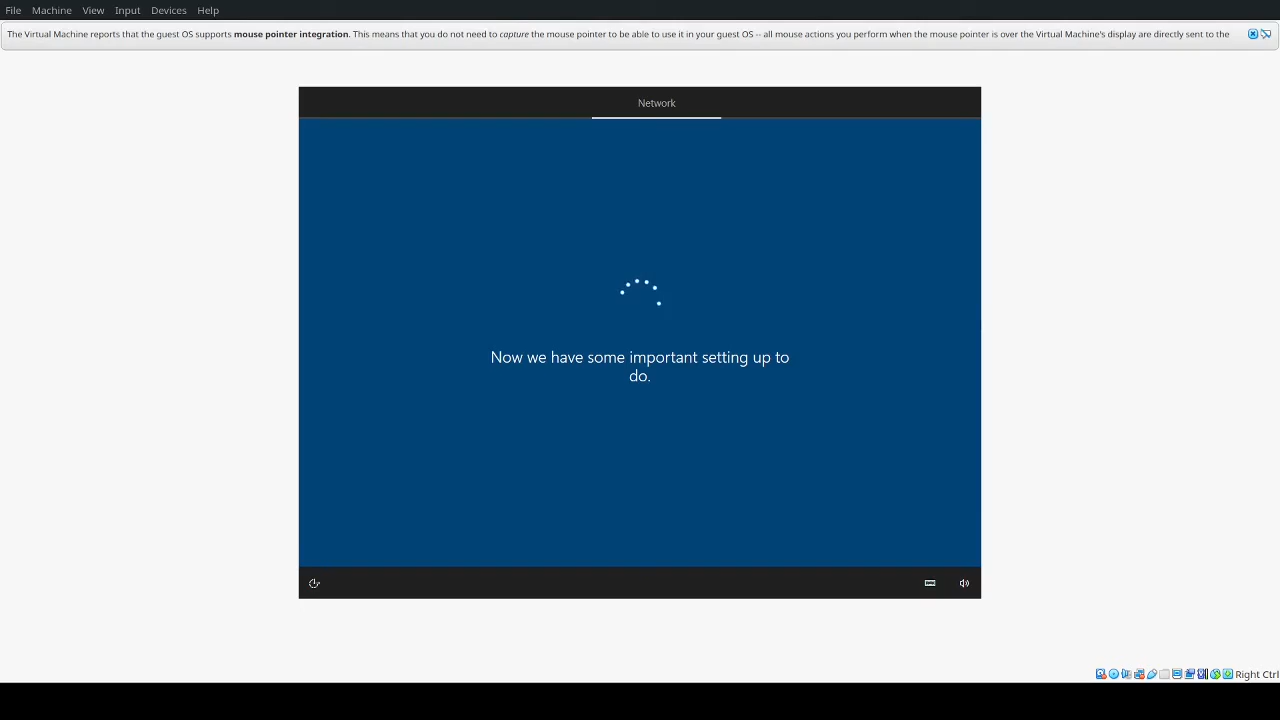 File Machine View Input Devices Help
The Virtual Machine reports that the guest OS supports mouse pointer integration. This means that you do not need to capture the mouse pointer to be able to use it in your guest OS -- all mouse actions you perform when the mouse pointer is over the Virtual Machine's display are directly sent to the
Network
Now we have some important setting up to
do.
Right Ctrl